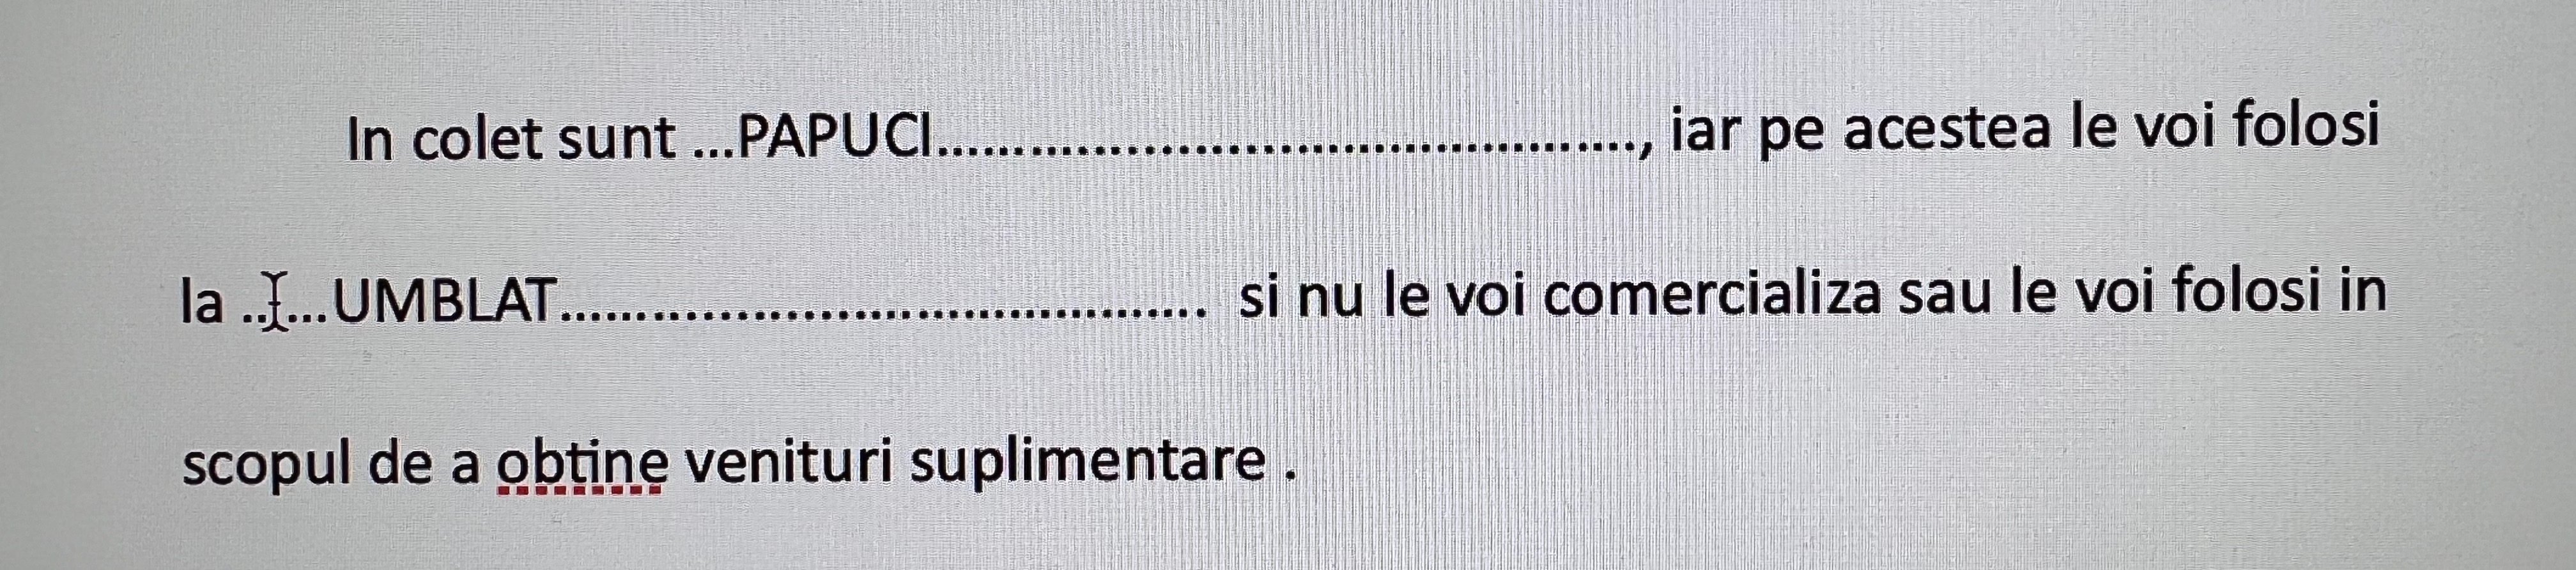 In colet sunt ...PAPUCI............................................., iar pe acestea le voi folosi
la .....UMBLAT.......................................... si nu le voi comercializa sau le voi folosi in
scopul de a obtine venituri suplimentare .